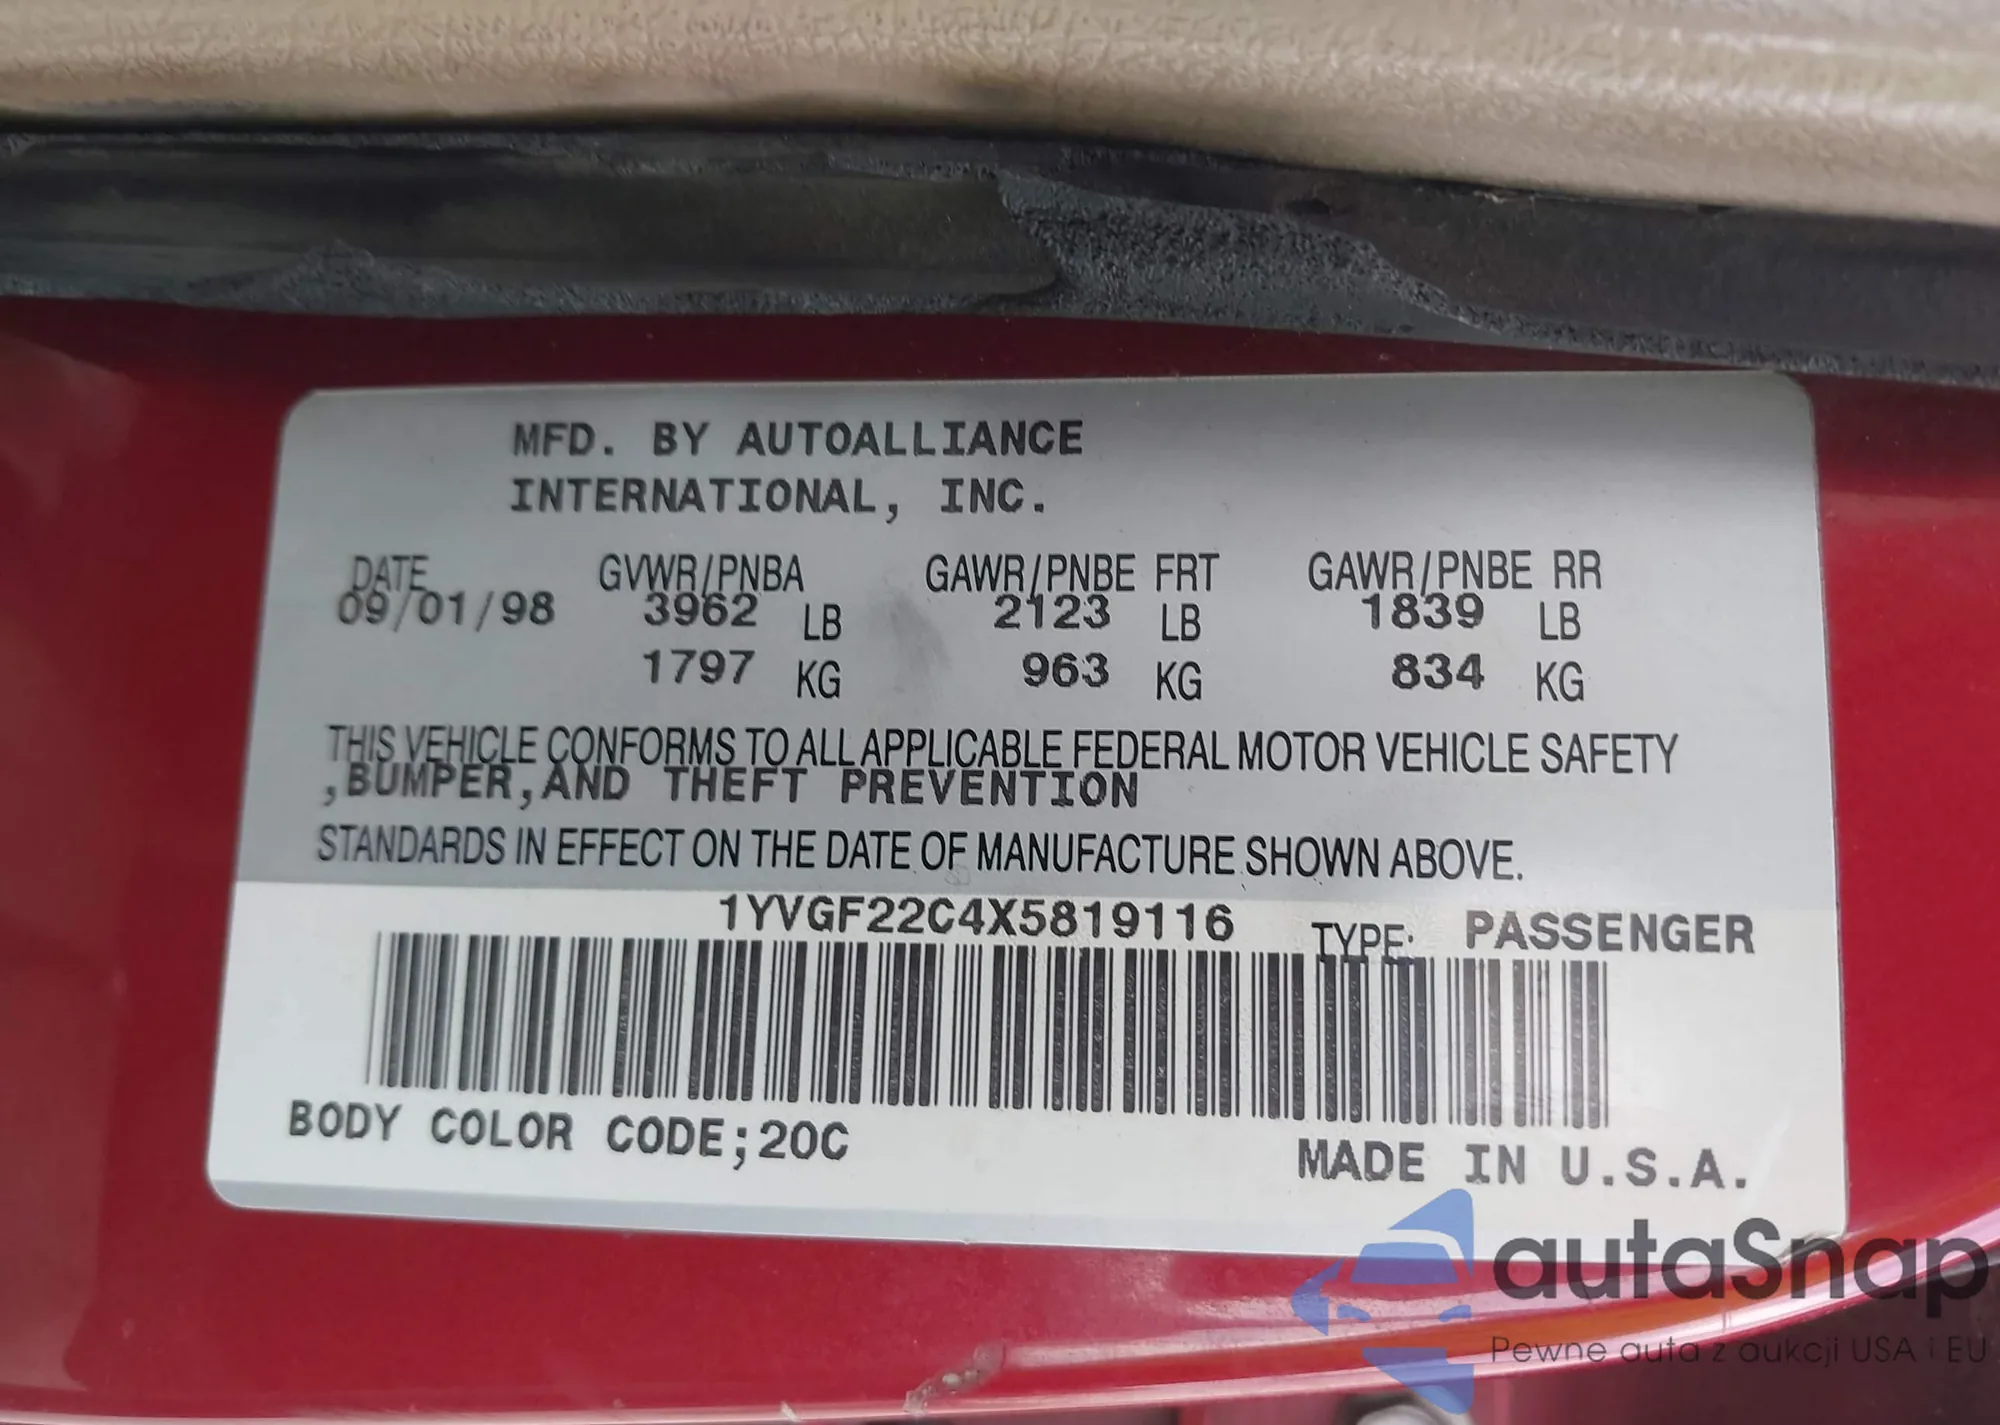 MFD. BY AUTOALLIANCE
INTERNATIONAL, INC.
DATE GVWR/PNBA GAWR/PNBE FRT GAWR/PNBE RR
09/01/98 3962 LB 2123 LB 1839 LB
1797 KG 963 KG 834 KG
THIS VEHICLE CONFORMS TO ALL APPLICABLE FEDERAL MOTOR VEHICLE SAFETY
,BUMPER,AND THEFT PREVENTION
STANDARDS IN EFFECT ON THE DATE OF MANUFACTURE SHOWN ABOVE.
1YVGF22C4X5819116 TYPE: PASSENGER
BODY COLOR CODE;20C
MADE IN U.S.A.
autaSnap
Pewne auta z aukcji USA i EU